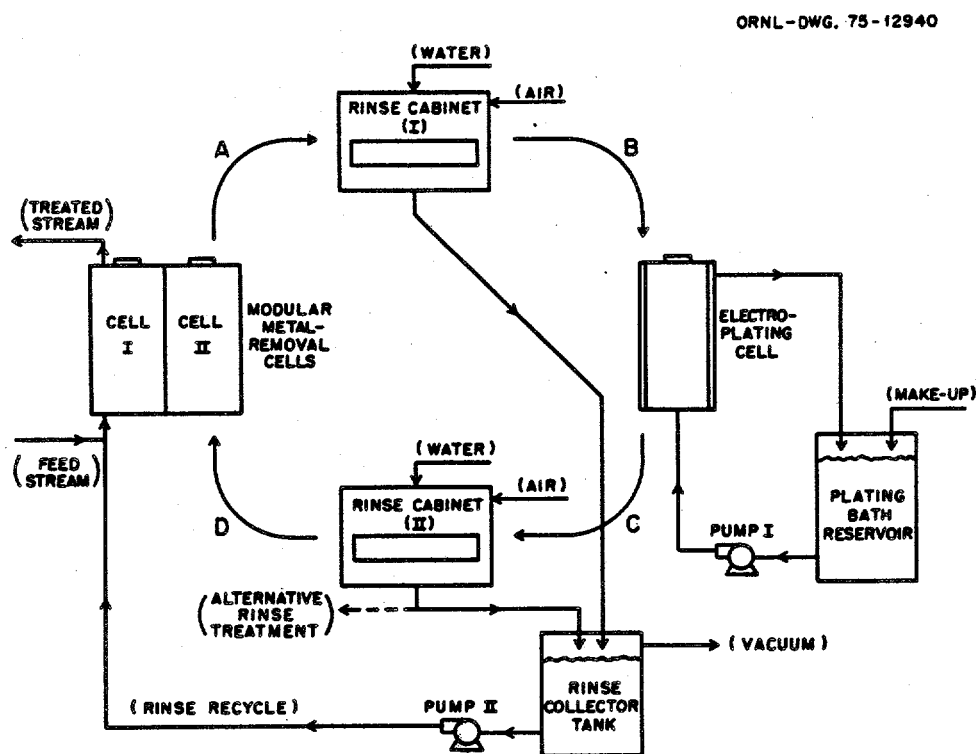 ORNL-DWG. 75-12940
(WATER)
(AIR)
RINSE CABINET
(I)
A
B
(TREATED
STREAM)
CELL
I
CELL
II
MODULAR
METAL-
REMOVAL
CELLS
ELECTRO-
PLATING
CELL
(MAKE-UP)
(FEED
STREAM)
(WATER)
(AIR)
RINSE CABINET
(II)
D
C
PUMP I
PLATING
BATH
RESERVOIR
(ALTERNATIVE
RINSE
TREATMENT)
(VACUUM)
(RINSE RECYCLE)
PUMP II
RINSE
COLLECTOR
TANK